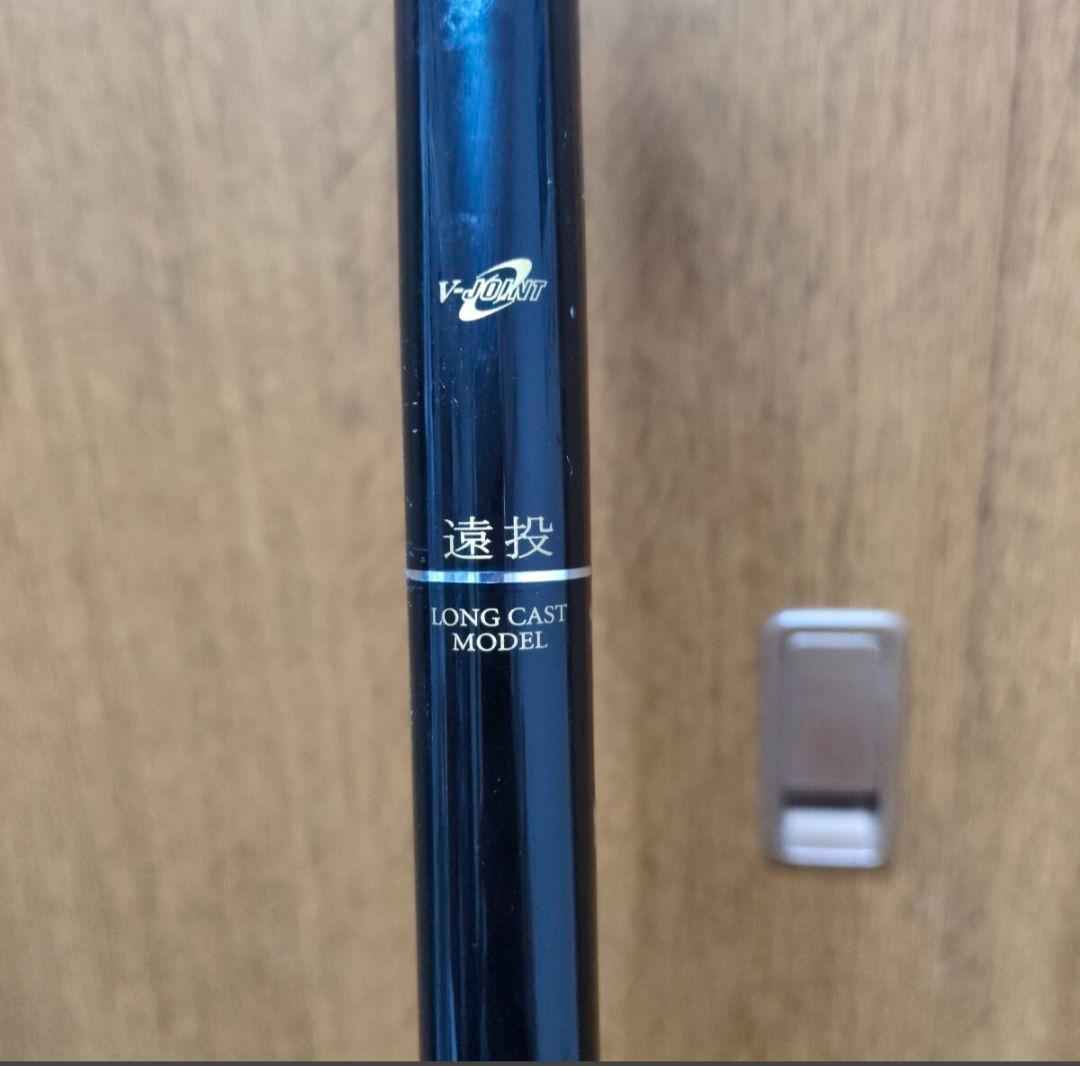 V-JOINT
遠投
LONG CAST
MODEL